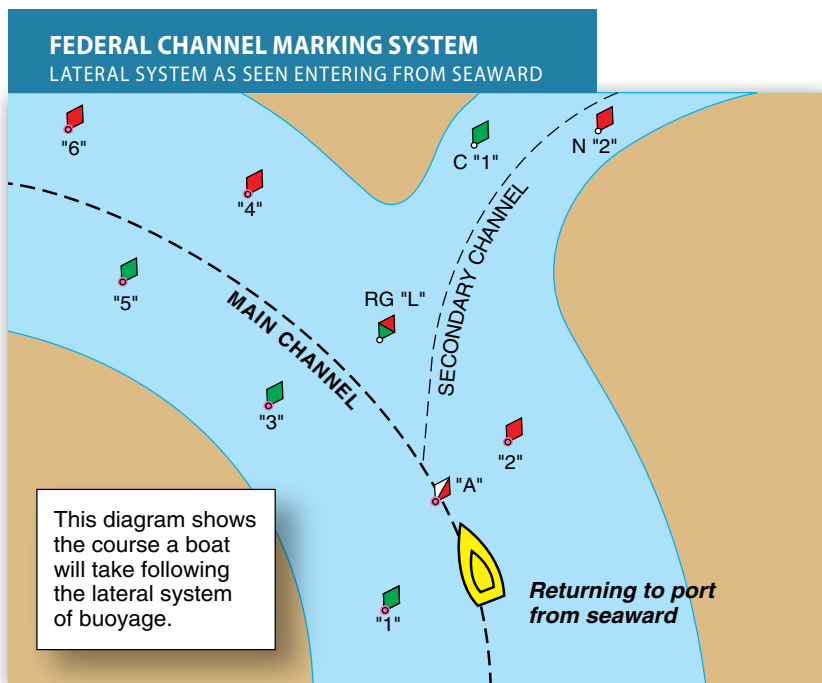 FEDERAL CHANNEL MARKING SYSTEM
LATERAL SYSTEM AS SEEN ENTERING FROM SEAWARD
"6"
C "1"
N "2"
"4"
"5"
RG "L"
MAIN CHANNEL
SECONDARY CHANNEL
"3"
"2"
"A"
This diagram shows
the course a boat
will take following
the lateral system
of buoyage.
"1"
Returning to port
from seaward